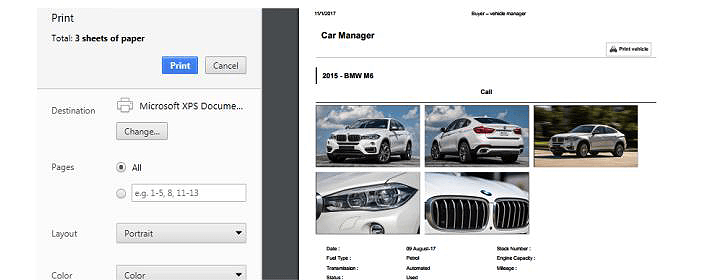 Print
Total: 3 sheets of paper
Print
Cancel
Destination
Microsoft XPS Docume...
Change...
Pages
All
e.g. 1-5, 8, 11-13
Layout
Portrait
Color
Color
11/1/2017
Buyer – vehicle manager
Car Manager
Print vehicle
2015 - BMW M6
Call
Date :
09 August-17
Stock Number :
Fuel Type :
Petrol
Engine Capacity :
Transmission :
Automated
Mileage :
Status :
Used